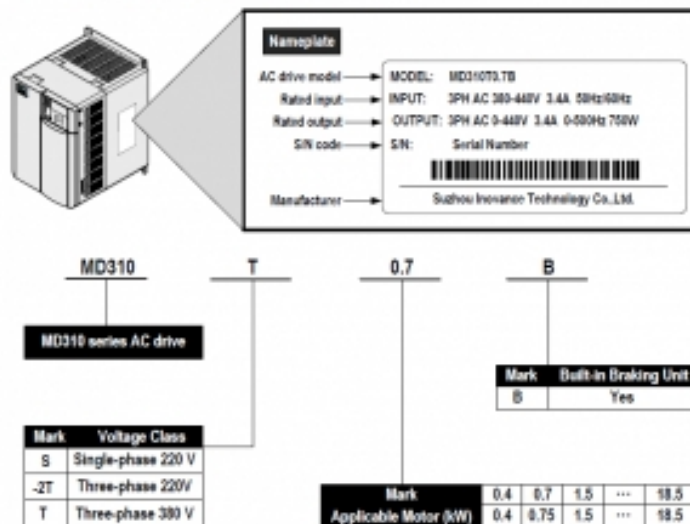 Nameplate
AC drive model
MODEL: MD310T0.7B
Rated input
INPUT: 3PH AC 380-440V 3.4A 50Hz/60Hz
Rated output
OUTPUT: 3PH AC 0-440V 3.4A 0-500Hz 750W
S/N code
S/N: Serial Number
Manufacturer
Suzhou Inovance Technology Co.,Ltd.
MD310 T 0.7 B
MD310 series AC drive
Mark Built-in Braking Unit
B Yes
Mark Voltage Class
S Single-phase 220 V
-2T Three-phase 220V
T Three-phase 380 V
Mark 0.4 0.7 1.5 ... 18.5
Applicable Motor (kW) 0.4 0.75 1.5 ... 18.5